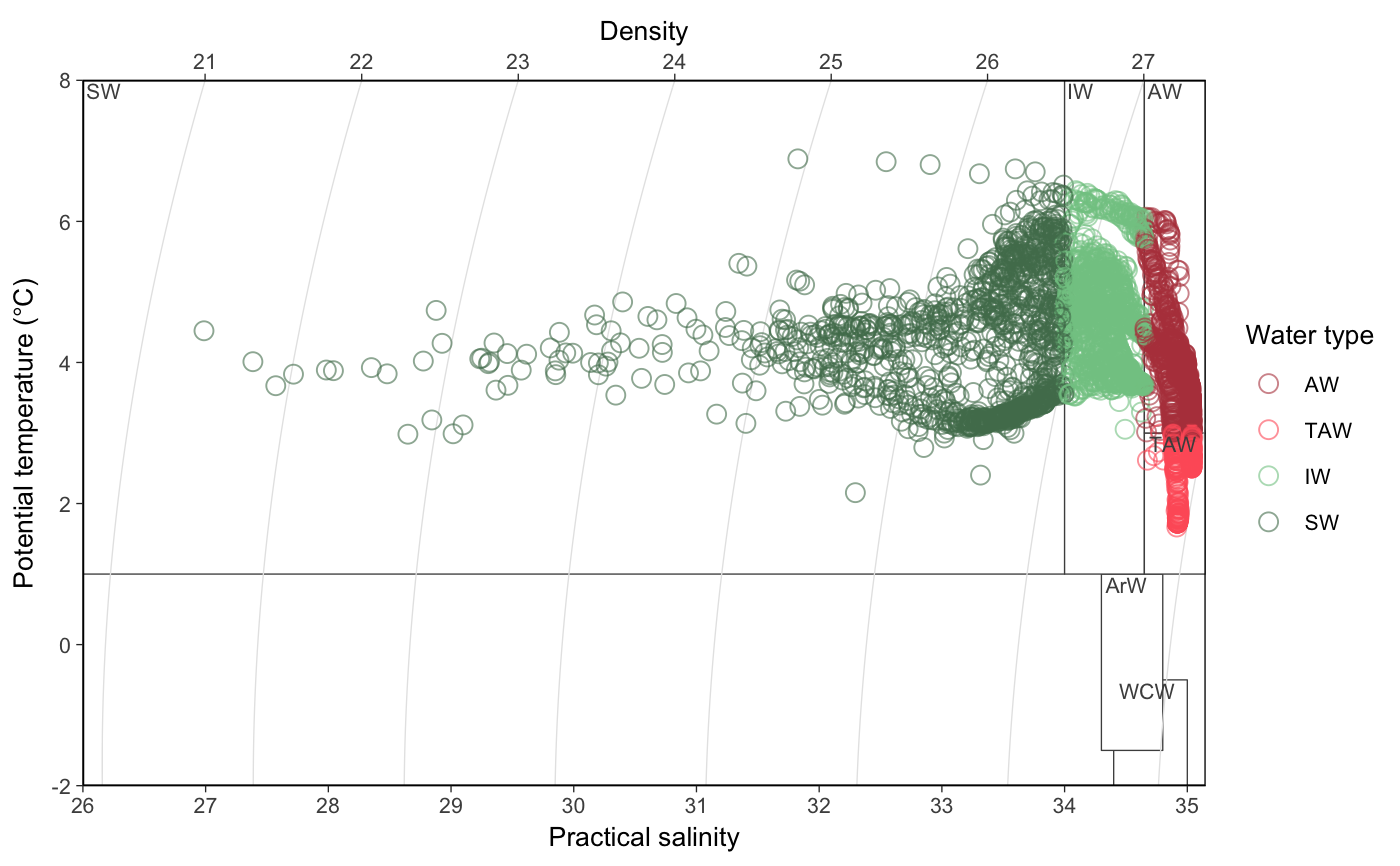 Density
21 22 23 24 25 26 27
8
SW IW AW
6
Potential temperature (°C)
Water type
4
AW
TAW
TAW
IW
2
SW
ArW
0
WCW
-2
26 27 28 29 30 31 32 33 34 35
Practical salinity